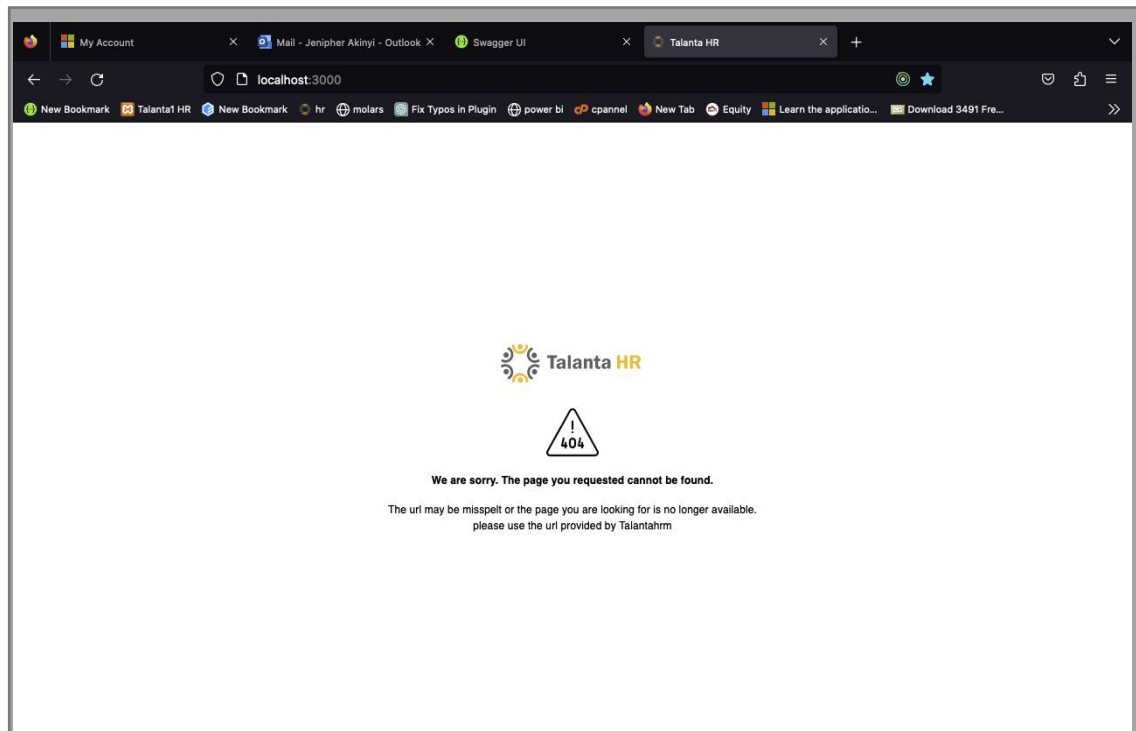 My Account
Mail - Jenipher Akinyi - Outlook
Swagger UI
Talanta HR
localhost:3000
New Bookmark Talanta1 HR New Bookmark hr molars Fix Typos in Plugin power bi cP cpannel New Tab Equity Learn the applicatio... Download 3491 Fre...
Talanta HR
!
404
We are sorry. The page you requested cannot be found.
The url may be misspelt or the page you are looking for is no longer available.
please use the url provided by Talantahrm